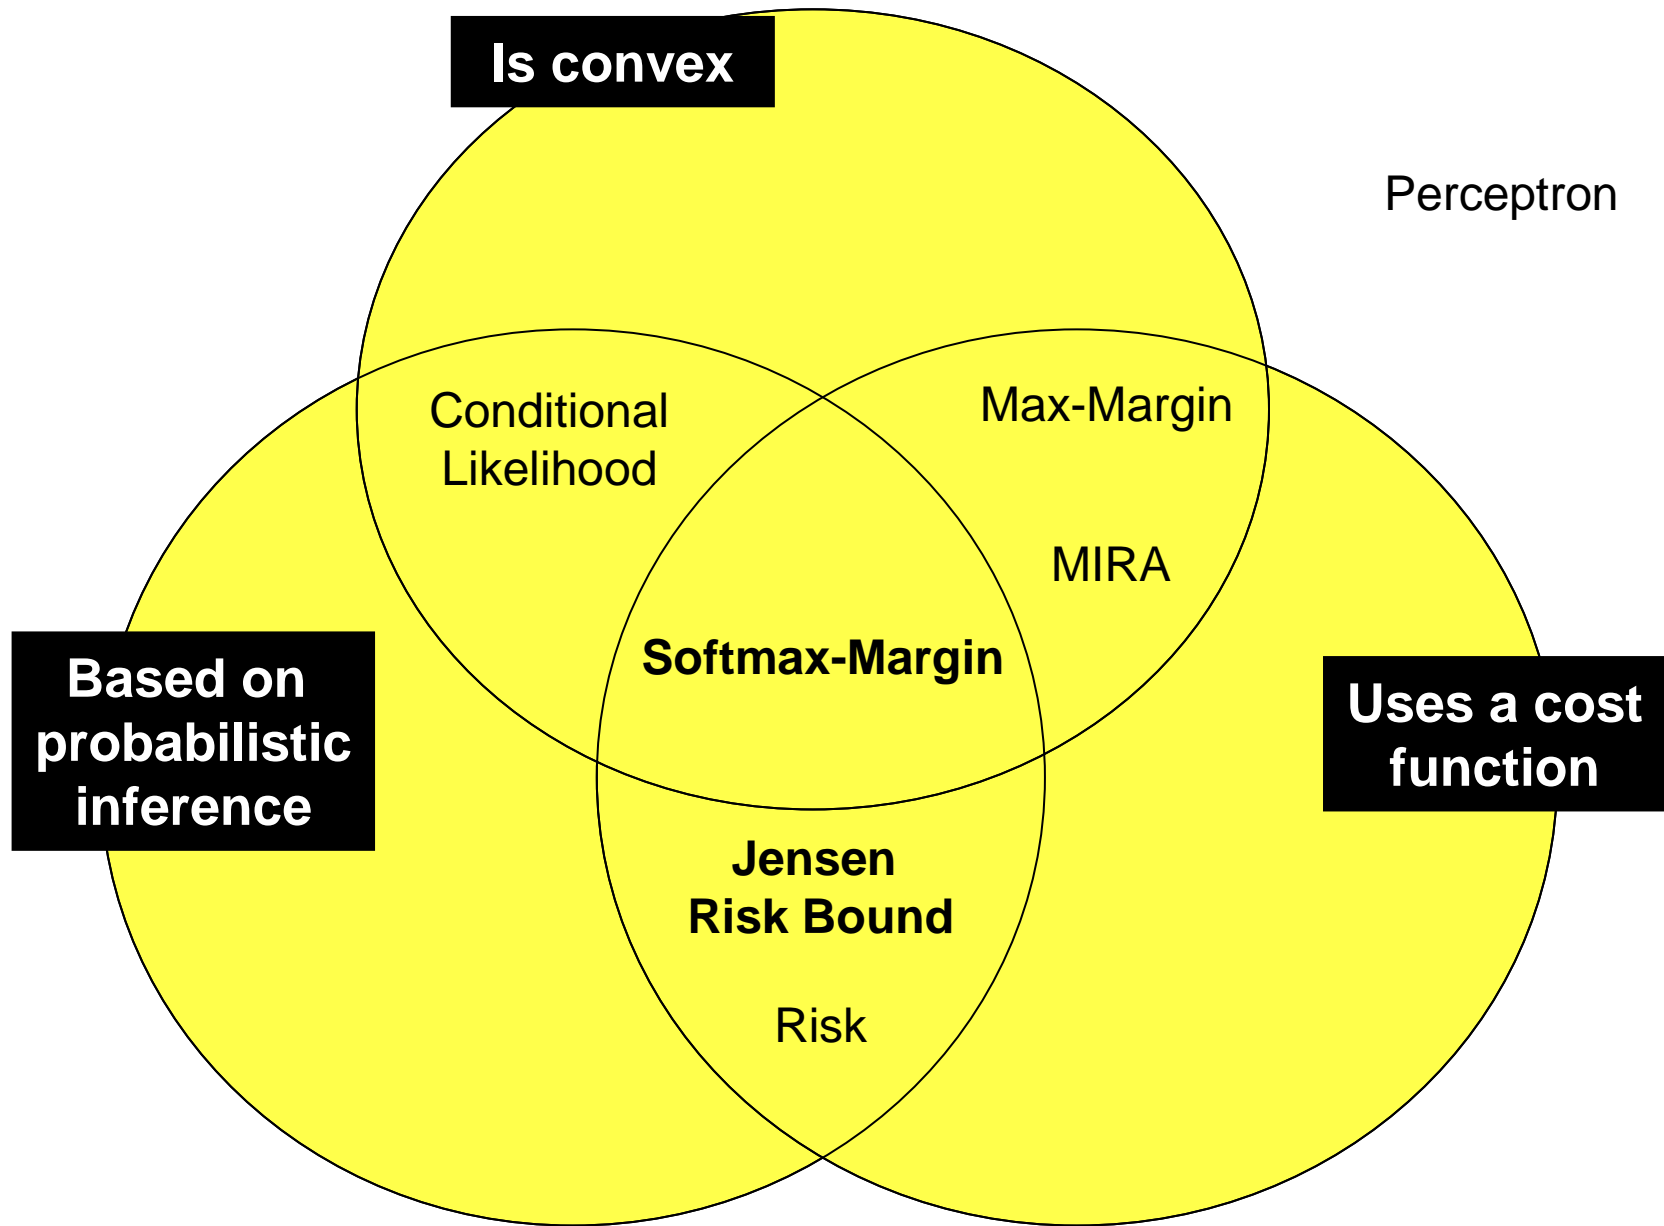 Is convex
Perceptron
Conditional
Likelihood
Max-Margin
MIRA
Softmax-Margin
Based on
probabilistic
inference
Uses a cost
function
Jensen
Risk Bound
Risk